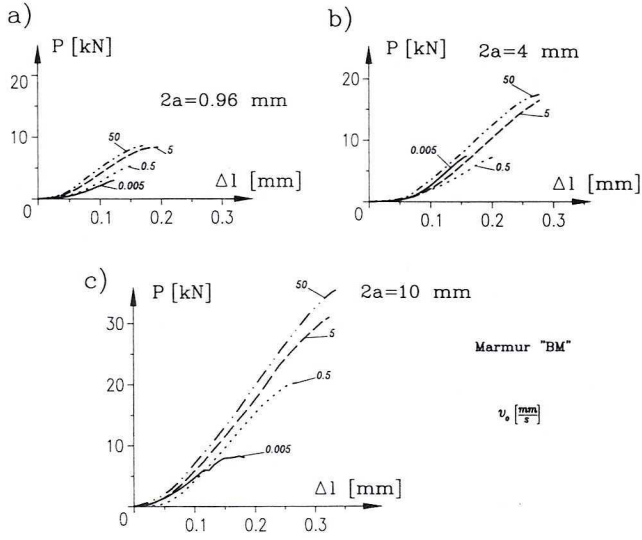 a)
P [kN]
20
10
0
2a=0.96 mm
50
5
0.5
0.005
Δl [mm]
0.1
0.2
0.3
b)
P [kN]
2a=4 mm
20
10
0
50
5
0.005
0.5
Δl [mm]
0.1
0.2
0.3
c)
P [kN]
2a=10 mm
30
20
10
0
50
5
0.5
0.005
Δl [mm]
0.1
0.2
0.3
Marmur "BM"
v₀ [mm/s]